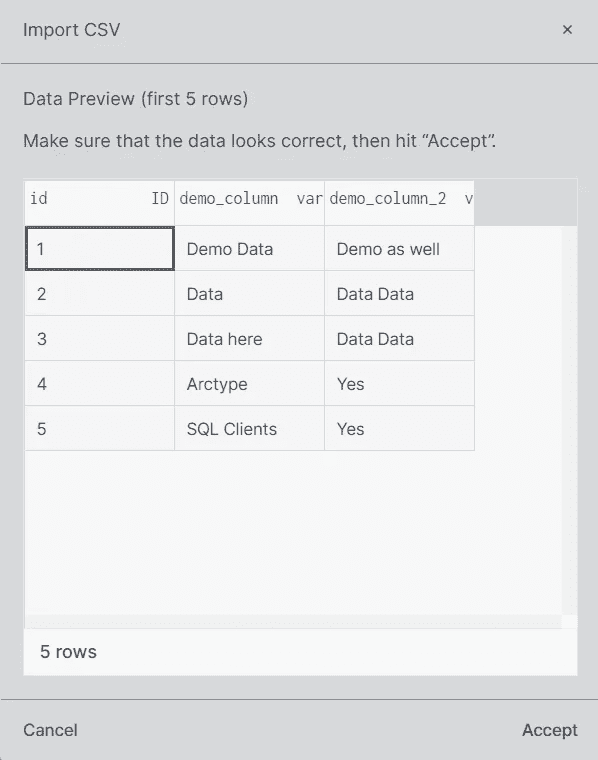 Import CSV ×
Data Preview (first 5 rows)
Make sure that the data looks correct, then hit “Accept”.
id ID demo_column var demo_column_2 v
1 Demo Data Demo as well
2 Data Data Data
3 Data here Data Data
4 Arctype Yes
5 SQL Clients Yes
5 rows
Cancel Accept